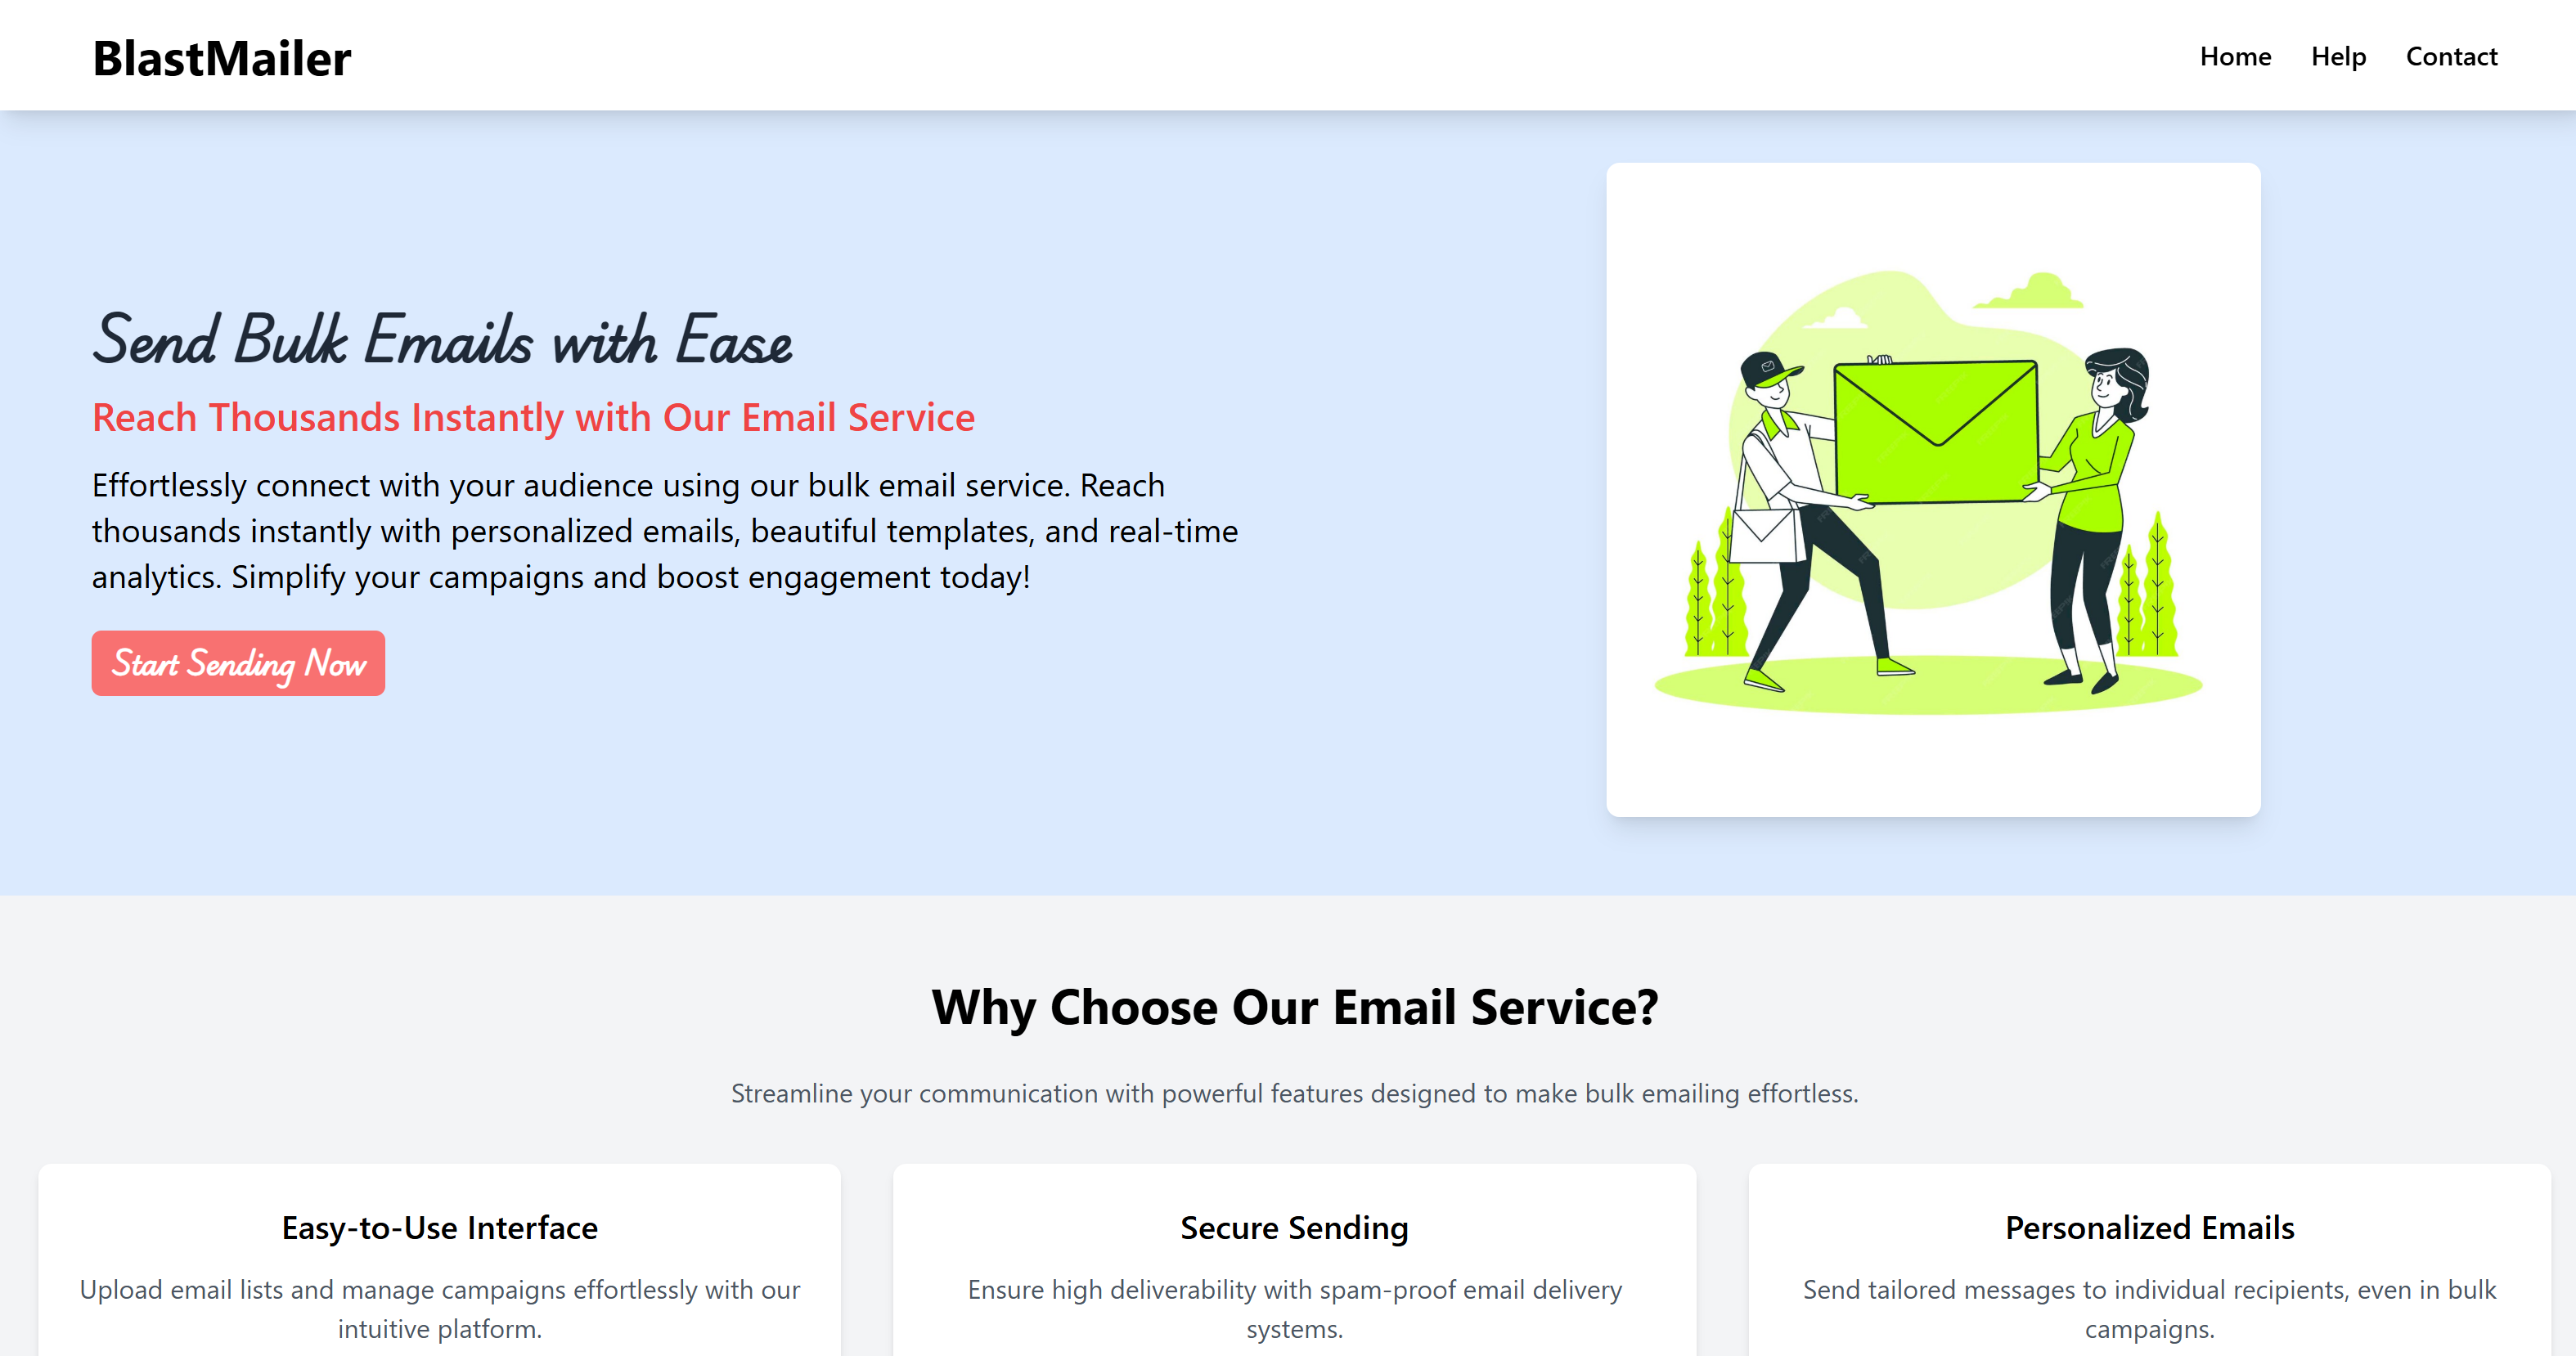 BlastMailer
Home Help Contact
Send Bulk Emails with Ease
Reach Thousands Instantly with Our Email Service
Effortlessly connect with your audience using our bulk email service. Reach
thousands instantly with personalized emails, beautiful templates, and real-time
analytics. Simplify your campaigns and boost engagement today!
Start Sending Now
Why Choose Our Email Service?
Streamline your communication with powerful features designed to make bulk emailing effortless.
Easy-to-Use Interface
Upload email lists and manage campaigns effortlessly with our
intuitive platform.
Secure Sending
Ensure high deliverability with spam-proof email delivery
systems.
Personalized Emails
Send tailored messages to individual recipients, even in bulk
campaigns.